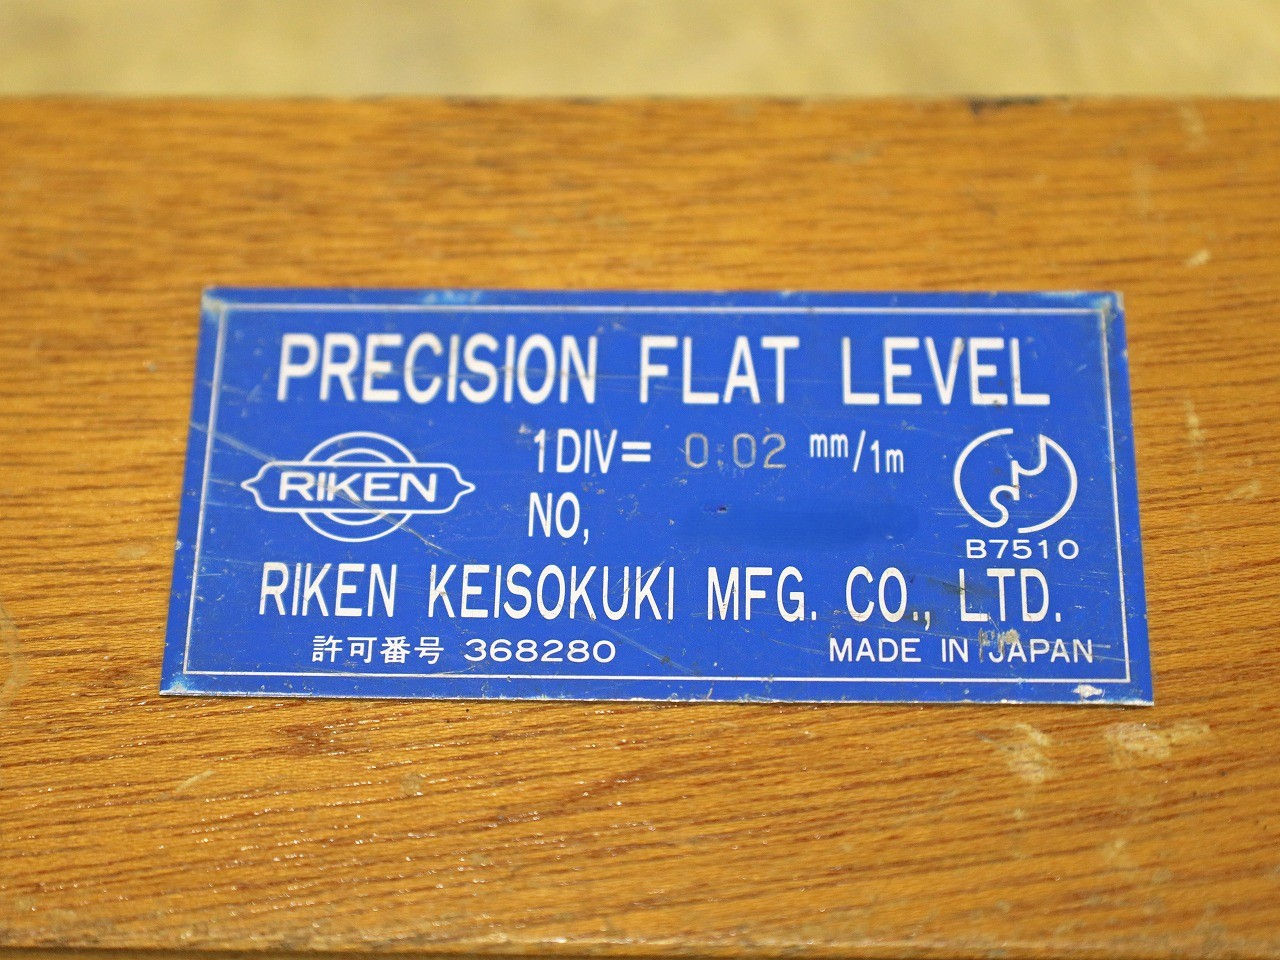 PRECISION FLAT LEVEL
1DIV= 0.02 mm/1m
RIKEN
NO,
B7510
RIKEN KEISOKUKI MFG. CO., LTD.
許可番号 368280
MADE IN JAPAN